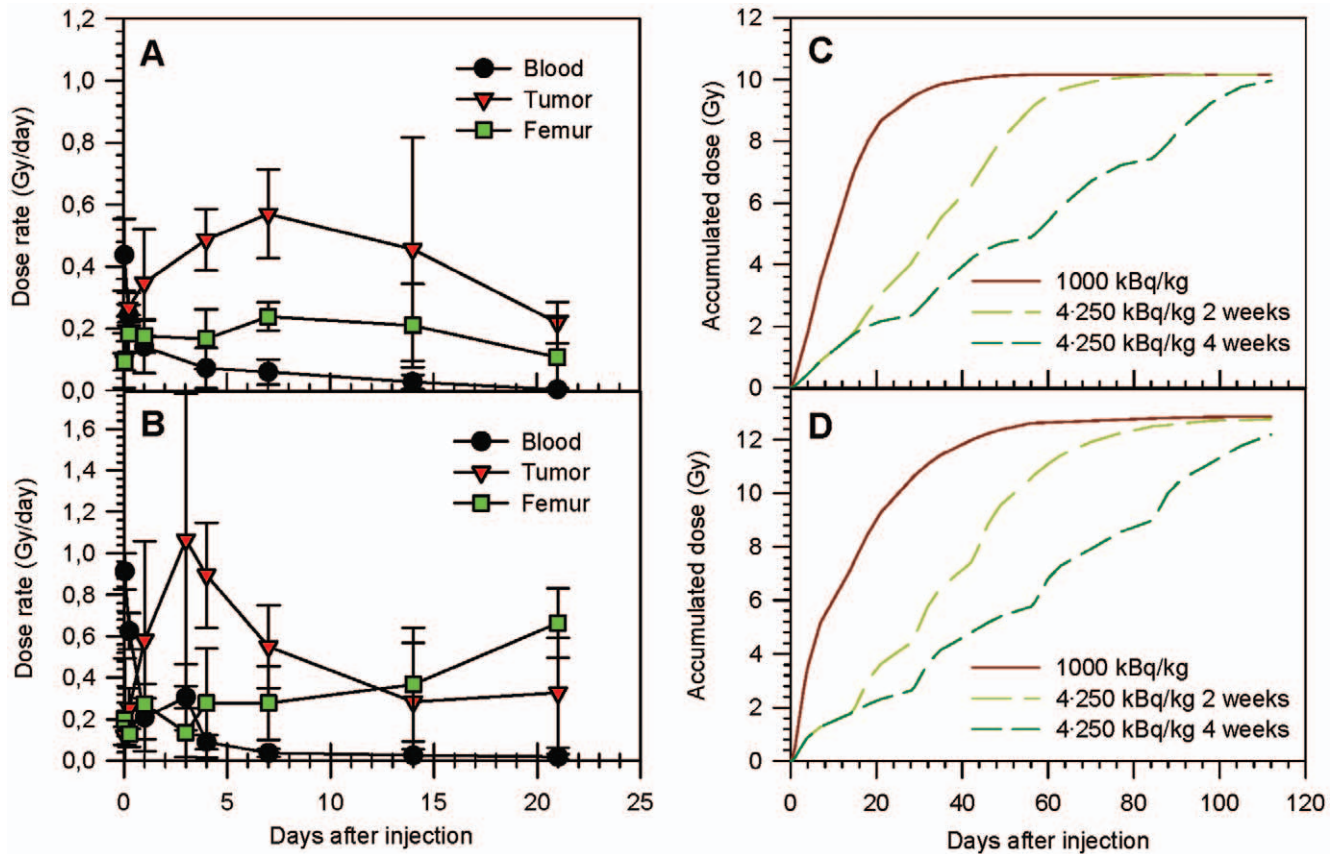 A
Blood
Tumor
Femur
Dose rate (Gy/day)
1,2
1,0
0,8
0,6
0,4
0,2
0,0
0 5 10 15 20 25
B
Blood
Tumor
Femur
Dose rate (Gy/day)
1,6
1,4
1,2
1,0
0,8
0,6
0,4
0,2
0,0
0 5 10 15 20 25
Days after injection
C
1000 kBq/kg
4·250 kBq/kg 2 weeks
4·250 kBq/kg 4 weeks
Accumulated dose (Gy)
12
10
8
6
4
2
0
D
1000 kBq/kg
4·250 kBq/kg 2 weeks
4·250 kBq/kg 4 weeks
Accumulated dose (Gy)
12
10
8
6
4
2
0
0 20 40 60 80 100 120
Days after injection